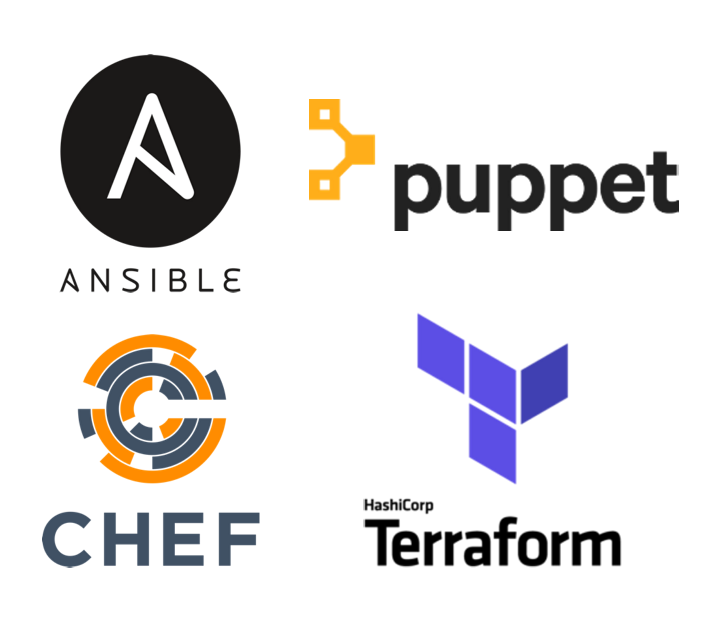 ANSIBLE
puppet
CHEF
HashiCorp
Terraform